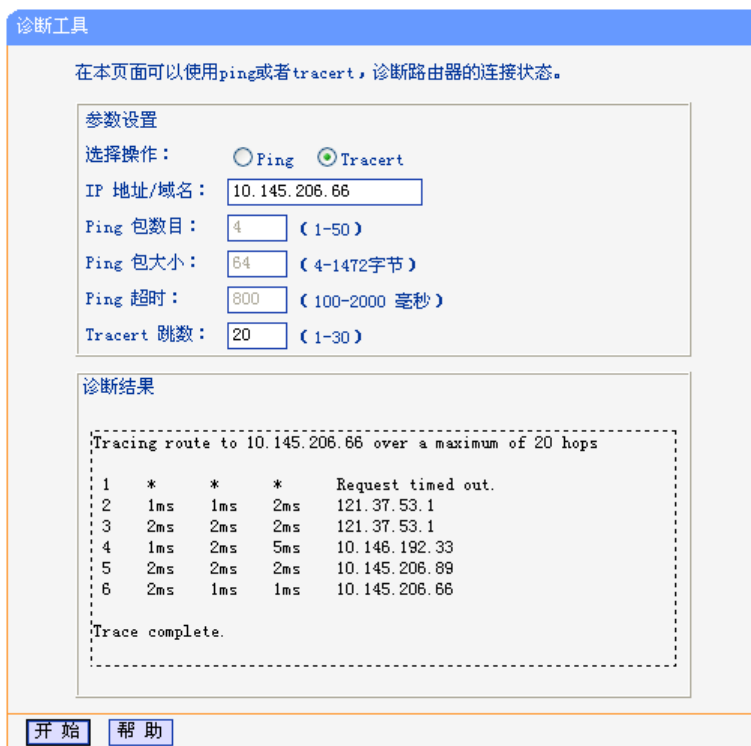 诊断工具
在本页面可以使用ping或者tracert，诊断路由器的连接状态。
参数设置
选择操作： Ping Tracert
IP 地址/域名： 10.145.206.66
Ping 包数目： 4 （1-50）
Ping 包大小： 64 （4-1472字节）
Ping 超时： 800 （100-2000 毫秒）
Tracert 跳数： 20 （1-30）
诊断结果
Tracing route to 10.145.206.66 over a maximum of 20 hops
1 * * * Request timed out.
2 1ms 1ms 2ms 121.37.53.1
3 2ms 2ms 2ms 121.37.53.1
4 1ms 2ms 5ms 10.146.192.33
5 2ms 2ms 2ms 10.145.206.89
6 2ms 1ms 1ms 10.145.206.66
Trace complete.
开 始 帮 助